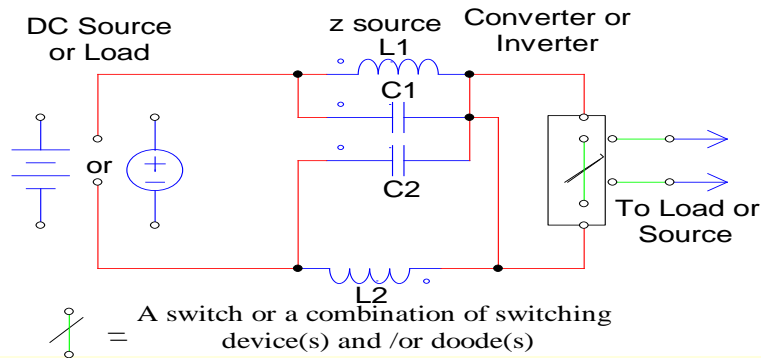 DC Source
or Load
z source
Converter or
Inverter
L1
C1
or
C2
To Load or
Source
L2
= A switch or a combination of switching
device(s) and /or doode(s)